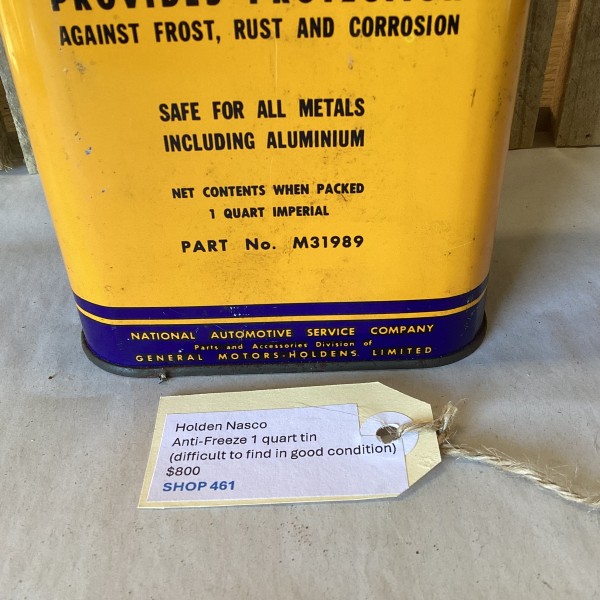 PROVIDES PROTECTION
AGAINST FROST, RUST AND CORROSION
SAFE FOR ALL METALS
INCLUDING ALUMINIUM
NET CONTENTS WHEN PACKED
1 QUART IMPERIAL
PART No. M31989
NATIONAL AUTOMOTIVE SERVICE COMPANY
Parts and Accessories Division of
GENERAL MOTORS-HOLDENS LIMITED
Holden Nasco
Anti-Freeze 1 quart tin
(difficult to find in good condition)
$800
SHOP 461